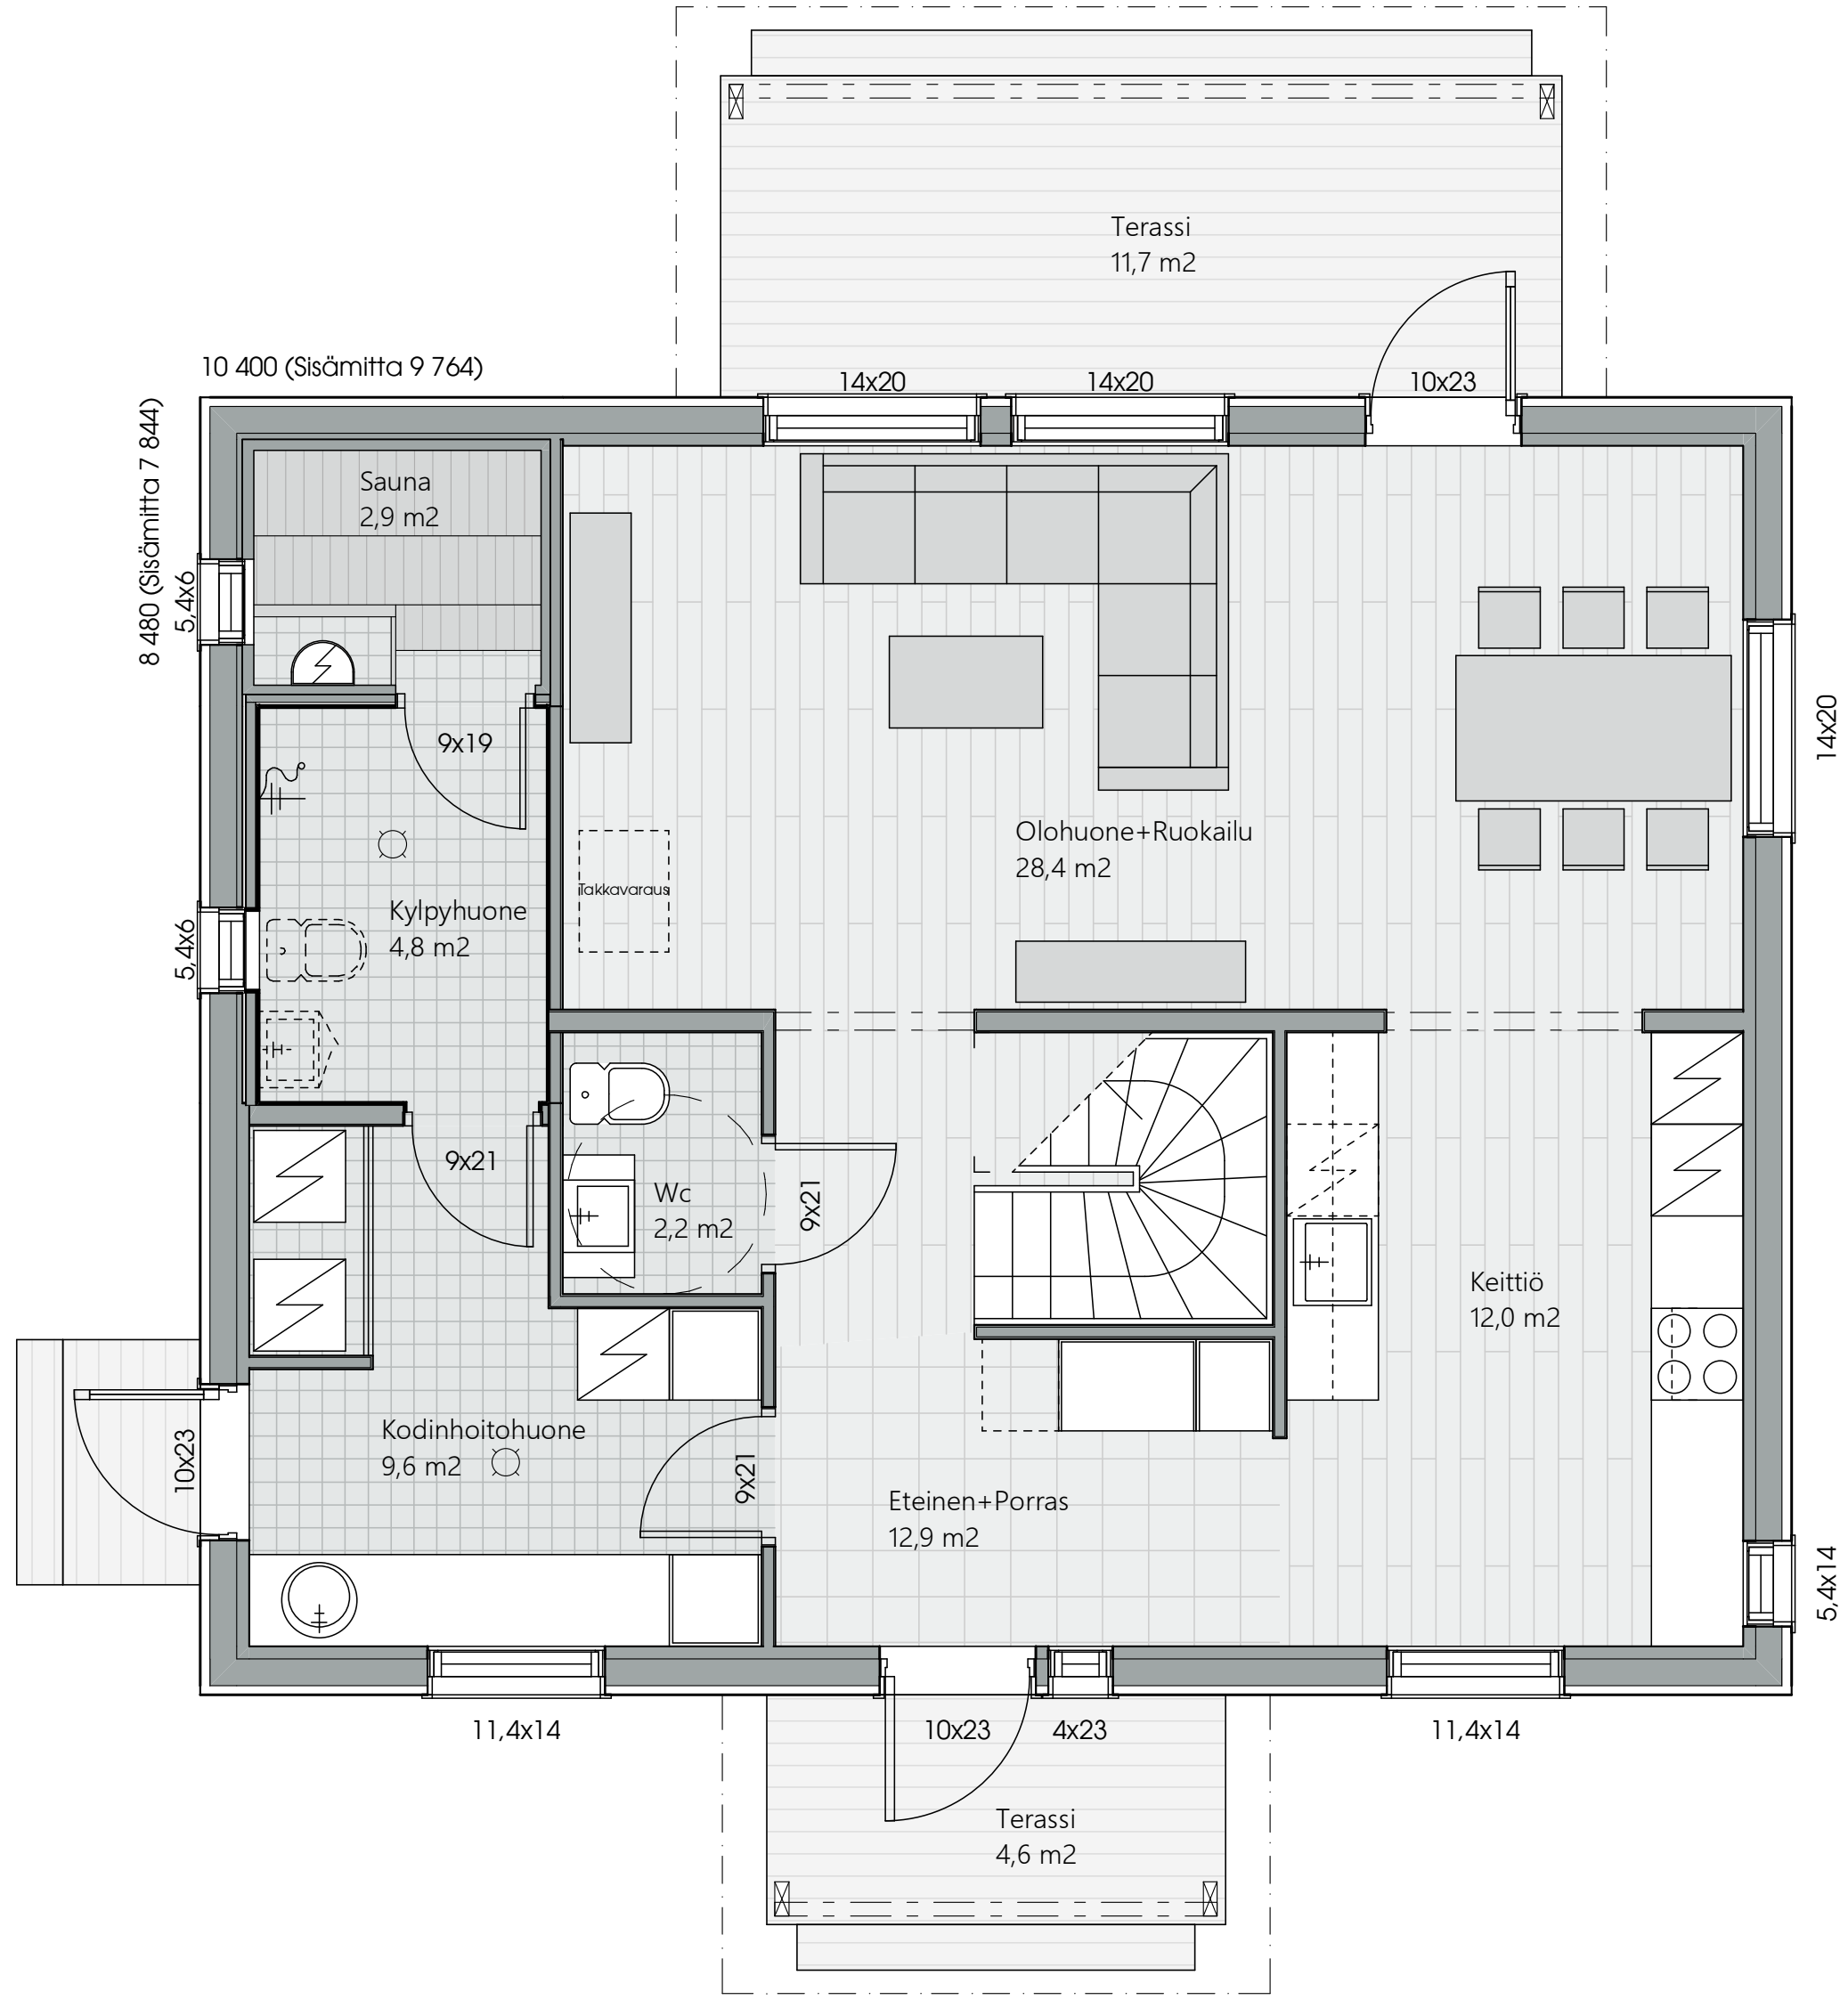 Terassi
11,7 m2
10 400 (Sisämitta 9 764)
8 480 (Sisämitta 7 844)
14x20
14x20
10x23
Sauna
2,9 m2
5,4x6
9x19
14x20
Olohuone+Ruokailu
28,4 m2
Takkavaraus
Kylpyhuone
4,8 m2
5,4x6
9x21
Wc
2,2 m2
9x21
Keittiö
12,0 m2
Kodinhoitohuone
9,6 m2
10x23
9x21
Eteinen+Porras
12,9 m2
5,4x14
11,4x14
10x23
4x23
11,4x14
Terassi
4,6 m2